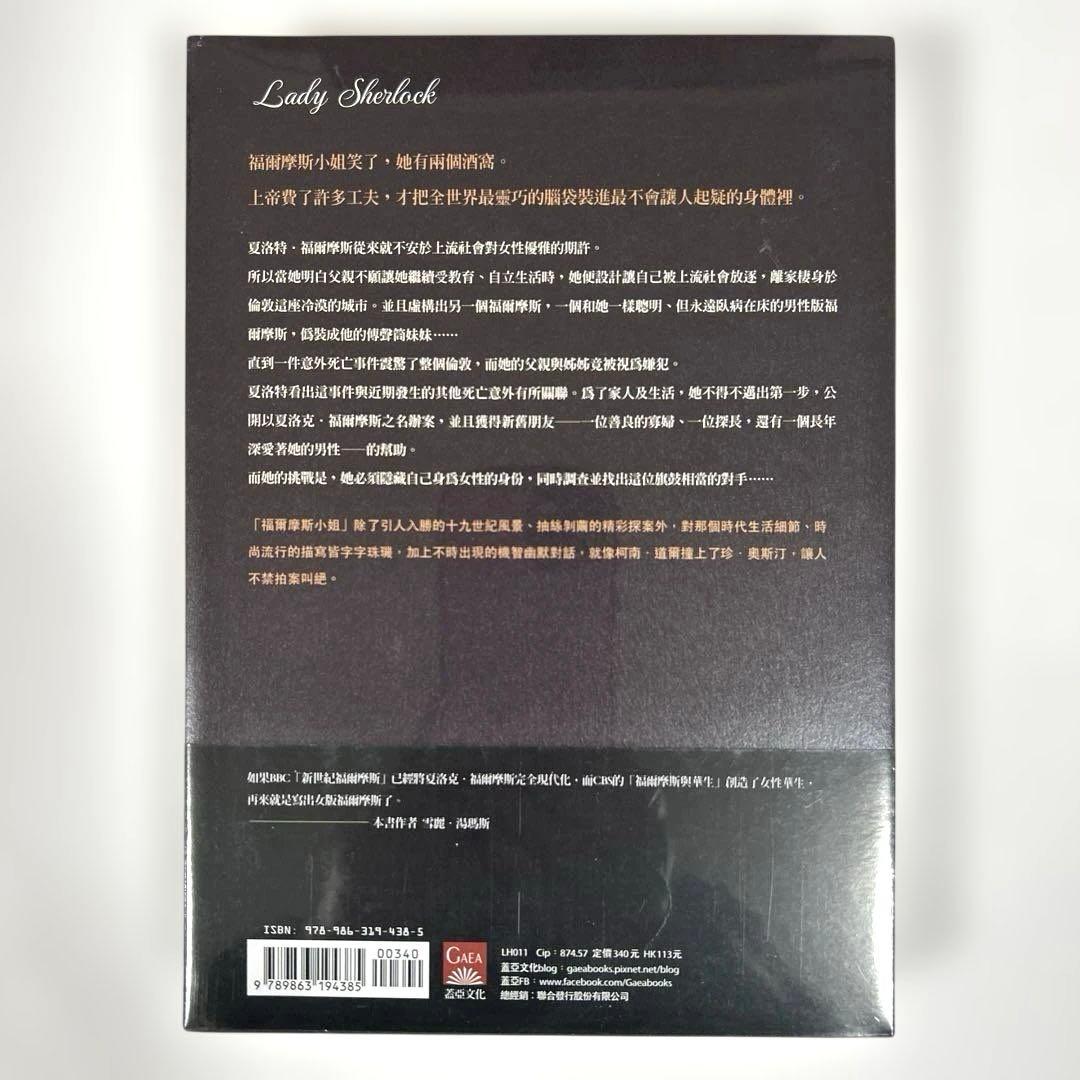 Lady Sherlock
福爾摩斯小姐笑了，她有兩個酒窩。
上帝費了許多工夫，才把全世界最靈巧的腦袋裝進最不會讓人起疑的身體裡。
夏洛特．福爾摩斯從來就不安於上流社會對女性優雅的期許。
所以當她明白父親不願讓她繼續受教育、自立生活時，她便設計讓自己被上流社會放逐，離家棲身於
倫敦這座冷漠的城市。並且虛構出另一個福爾摩斯，一個和她一樣聰明、但永遠臥病在床的男性版福
爾摩斯，偽裝成他的傳聲筒妹妹……
直到一件意外死亡事件震驚了整個倫敦，而她的父親與姊姊竟被視爲嫌犯。
夏洛特看出這事件與近期發生的其他死亡意外有所關聯。爲了家人及生活，她不得不邁出第一步，公
開以夏洛克．福爾摩斯之名辦案，並且獲得新舊朋友——一位善良的寡婦、一位探長，還有一個長年
深愛著她的男性——的幫助。
而她的挑戰是，她必須隱藏自己身爲女性的身份，同時調查並找出這位旗鼓相當的對手……
「福爾摩斯小姐」除了引人入勝的十九世紀風景、抽絲剝繭的精彩探案外，對那個時代生活細節、時
尚流行的描寫皆字字珠璣，加上不時出現的機智幽默對話，就像柯南．道爾撞上了珍．奧斯汀，讓人
不禁拍案叫絕。
如果BBC「新世紀福爾摩斯」已經將夏洛克．福爾摩斯完全現代化，而CBS的「福爾摩斯與華生」創造了女性華生，
再來就是寫出女版福爾摩斯了。
——本書作者 雪麗．湯瑪斯
ISBN: 978-986-319-438-5
00340
9 789863 194385
GAEA
蓋亞文化
LH011 Cip：874.57 定價340元 HK113元
蓋亞文化blog：gaeabooks.pixnet.net/blog
蓋亞FB：www.facebook.com/Gaeabooks
總經銷：聯合發行股份有限公司